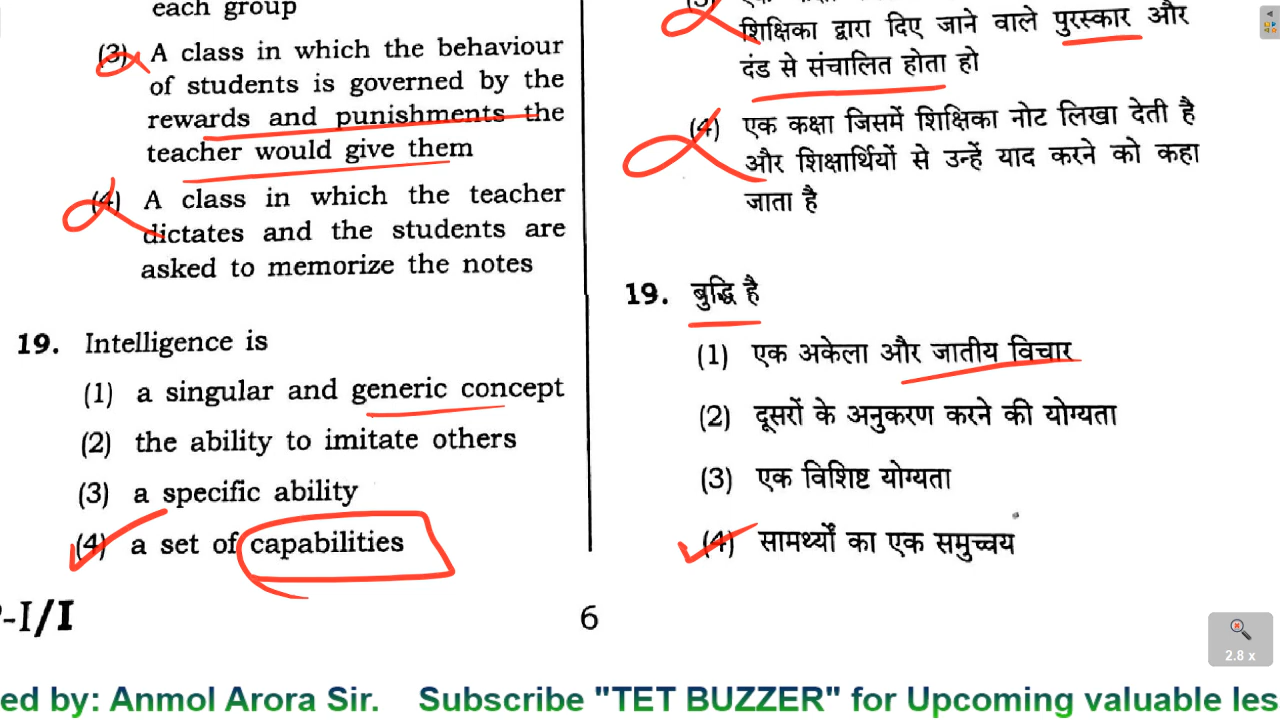 each group
(3) A class in which the behaviour
of students is governed by the
rewards and punishments the
teacher would give them
(4) A class in which the teacher
dictates and the students are
asked to memorize the notes
19. Intelligence is
(1) a singular and generic concept
(2) the ability to imitate others
(3) a specific ability
(4) a set of capabilities
शिक्षिका द्वारा दिए जाने वाले पुरस्कार और
दंड से संचालित होता हो
(4) एक कक्षा जिसमें शिक्षिका नोट लिखा देती है
और शिक्षार्थियों से उन्हें याद करने को कहा
जाता है
19. बुद्धि है
(1) एक अकेला और जातीय विचार
(2) दूसरों के अनुकरण करने की योग्यता
(3) एक विशिष्ट योग्यता
(4) सामर्थ्यों का एक समुच्चय
-I/I
6
2.8 x
ed by: Anmol Arora Sir. Subscribe "TET BUZZER" for Upcoming valuable les